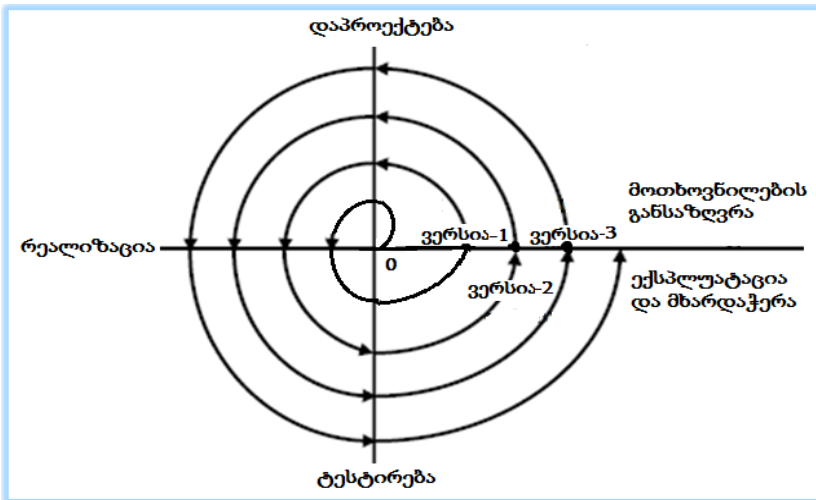 დაპროექტება
მოთხოვნილების
განსაზღვრა
ვერსია-1
ვერსია-3
რეალიზაცია
0
ვერსია-2
ექსპლუატაცია
და მხარდაჭერა
ტესტირება